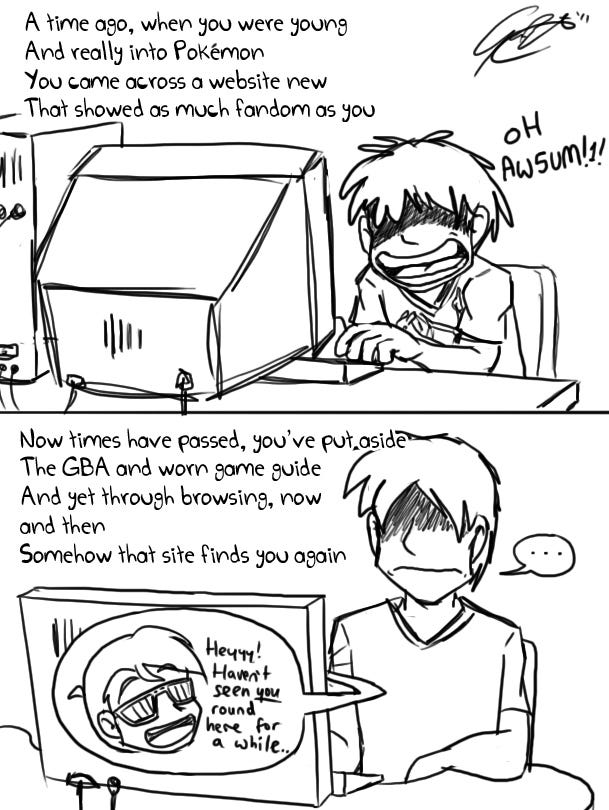 A time ago, when you were young
And really into Pokémon
You came across a website new
That showed as much fandom as you
OH
AW5UM!1!
Now times have passed, you've put aside
The GBA and worn game guide
And yet through browsing, now
and then
Somehow that site finds you again
...
Heyyy!
Haven't
seen you
round
here for
a while..